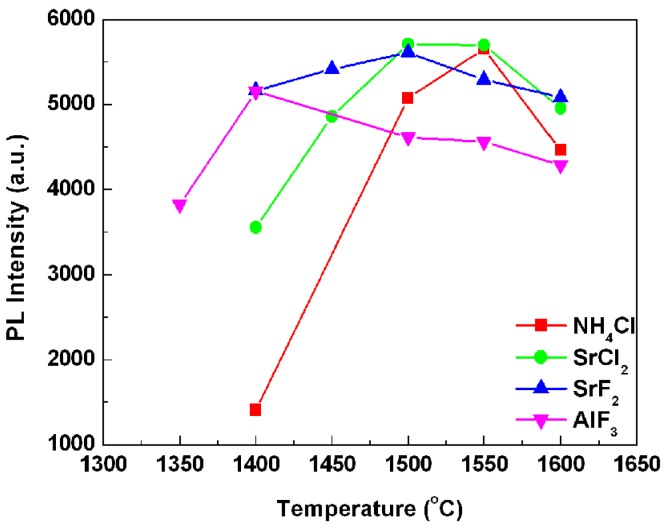 6000
5000
4000
3000
2000
1000
PL Intensity (a.u.)
NH₄Cl
SrCl₂
SrF₂
AlF₃
1300 1350 1400 1450 1500 1550 1600 1650
Temperature (°C)